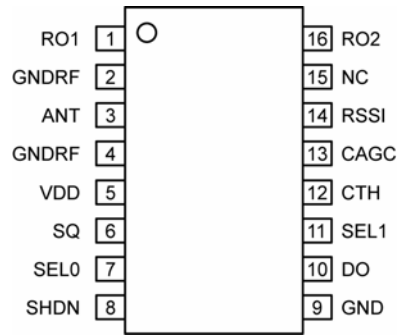 RO1 1 16 RO2
GNDRF 2 15 NC
ANT 3 14 RSSI
GNDRF 4 13 CAGC
VDD 5 12 CTH
SQ 6 11 SEL1
SEL0 7 10 DO
SHDN 8 9 GND